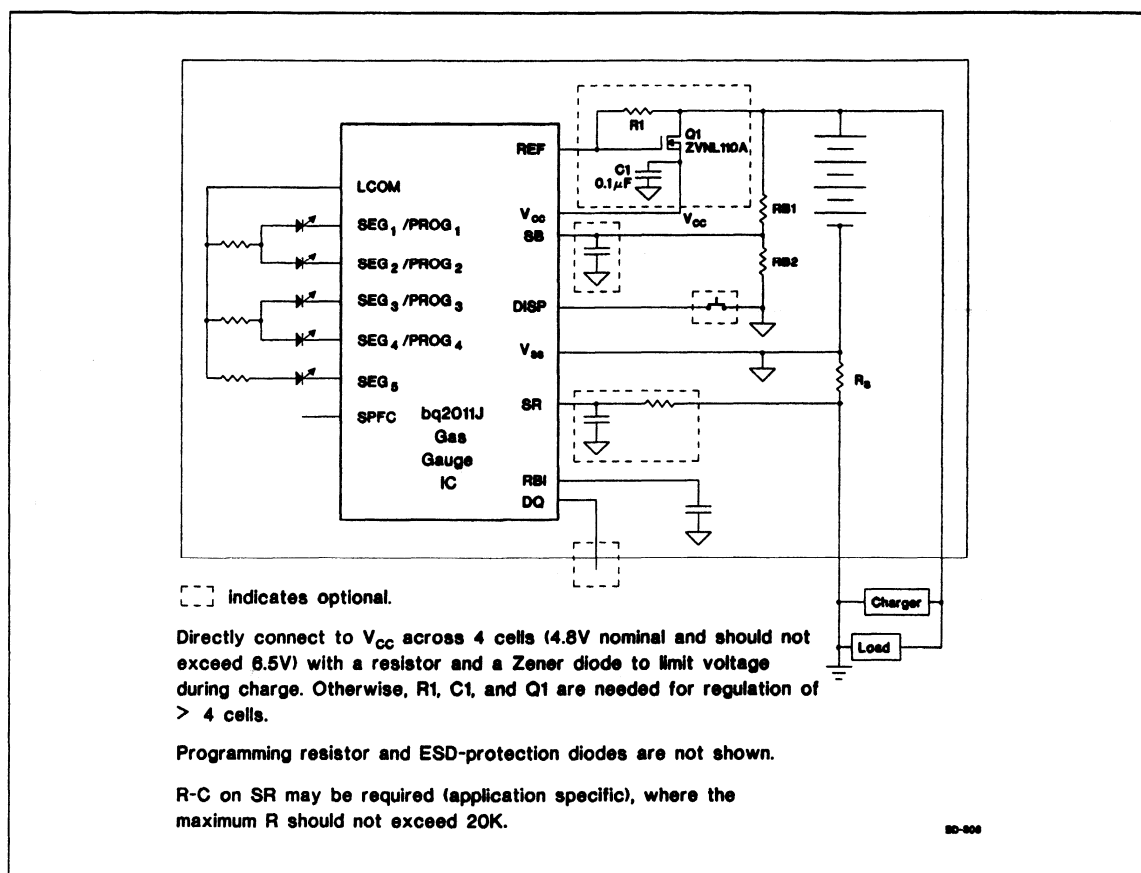 REF
R1
Q1
ZVNL110A
C1
0.1µF
LCOM
VCC
VCC
RB1
SEG1/PROG1
SB
SEG2/PROG2
RB2
SEG3/PROG3
DISP
SEG4/PROG4
VSS
SEG5
RS
SR
SPFC
bq2011J
Gas
Gauge
IC
RBI
DQ
indicates optional.
Charger
Load
Directly connect to VCC across 4 cells (4.8V nominal and should not
exceed 6.5V) with a resistor and a Zener diode to limit voltage
during charge. Otherwise, R1, C1, and Q1 are needed for regulation of
> 4 cells.
Programming resistor and ESD-protection diodes are not shown.
R-C on SR may be required (application specific), where the
maximum R should not exceed 20K.